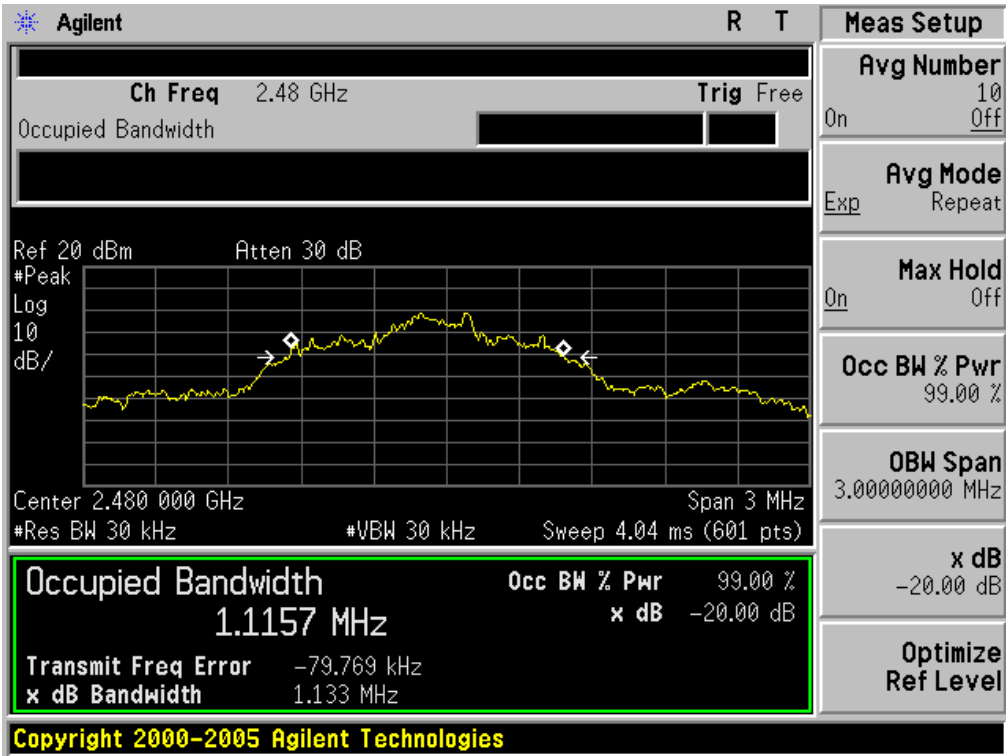 Agilent R T
Ch Freq 2.48 GHz Trig Free
Occupied Bandwidth
Ref 20 dBm Atten 30 dB
#Peak
Log
10
dB/
Center 2.480 000 GHz Span 3 MHz
#Res BW 30 kHz #VBW 30 kHz Sweep 4.04 ms (601 pts)
Occupied Bandwidth
1.1157 MHz
Occ BW % Pwr 99.00 %
x dB -20.00 dB
Transmit Freq Error -79.769 kHz
x dB Bandwidth 1.133 MHz
Copyright 2000-2005 Agilent Technologies
Meas Setup
Avg Number
10
On Off
Avg Mode
Exp Repeat
Max Hold
On Off
Occ BW % Pwr
99.00 %
OBW Span
3.00000000 MHz
x dB
-20.00 dB
Optimize
Ref Level